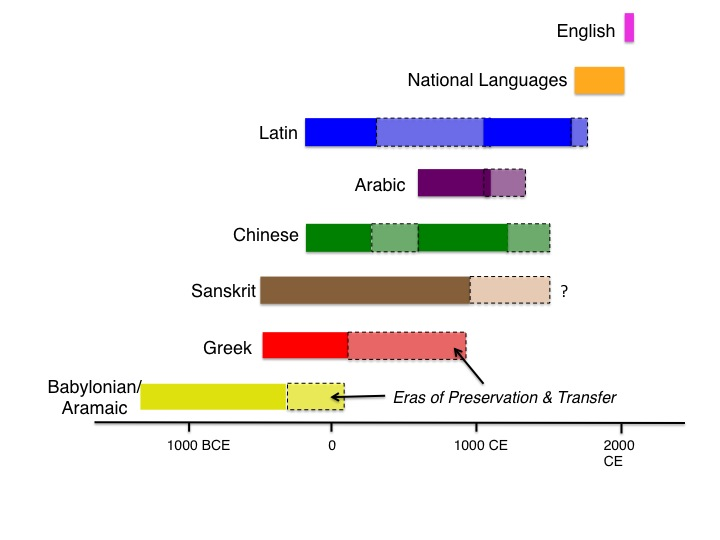 English
National Languages
Latin
Arabic
Chinese
Sanskrit
?
Greek
Babylonian/
Aramaic
Eras of Preservation & Transfer
1000 BCE
0
1000 CE
2000
CE